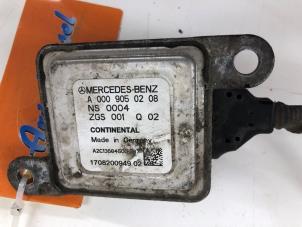 MERCEDES-BENZ
A 000 905 02 08
NS 0004
ZGS 001 Q 02
CONTINENTAL
Made in Germany
1708200949 02